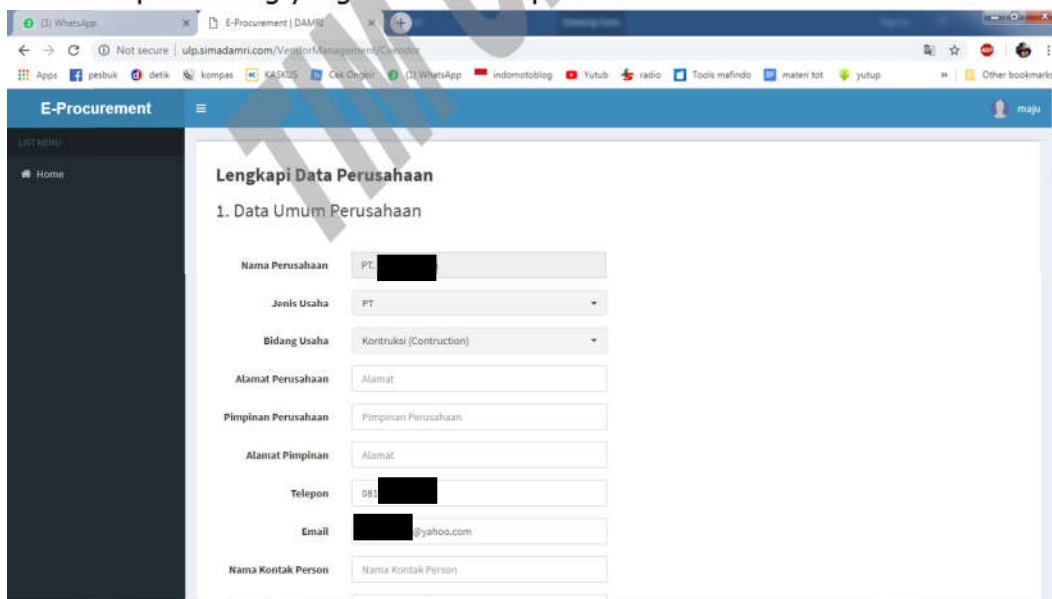 (1) WhatsApp
E-Procurement | DAMRI
Not secure | ulp.simadamri.com/VendorManagement/
Apps pesbuk detik kompas KASKUS Cek Ongkir (1) WhatsApp indomotoblog Yutub radio Tools mafindo materi tot yutup Other bookmarks
E-Procurement
maju
LIST MENU
Home
Lengkapi Data Perusahaan
1. Data Umum Perusahaan
Nama Perusahaan PT.
Jenis Usaha PT
Bidang Usaha Kontruksi (Contruction)
Alamat Perusahaan Alamat
Pimpinan Perusahaan Pimpinan Perusahaan
Alamat Pimpinan Alamat
Telepon 081
Email @yahoo.com
Nama Kontak Person Nama Kontak Person